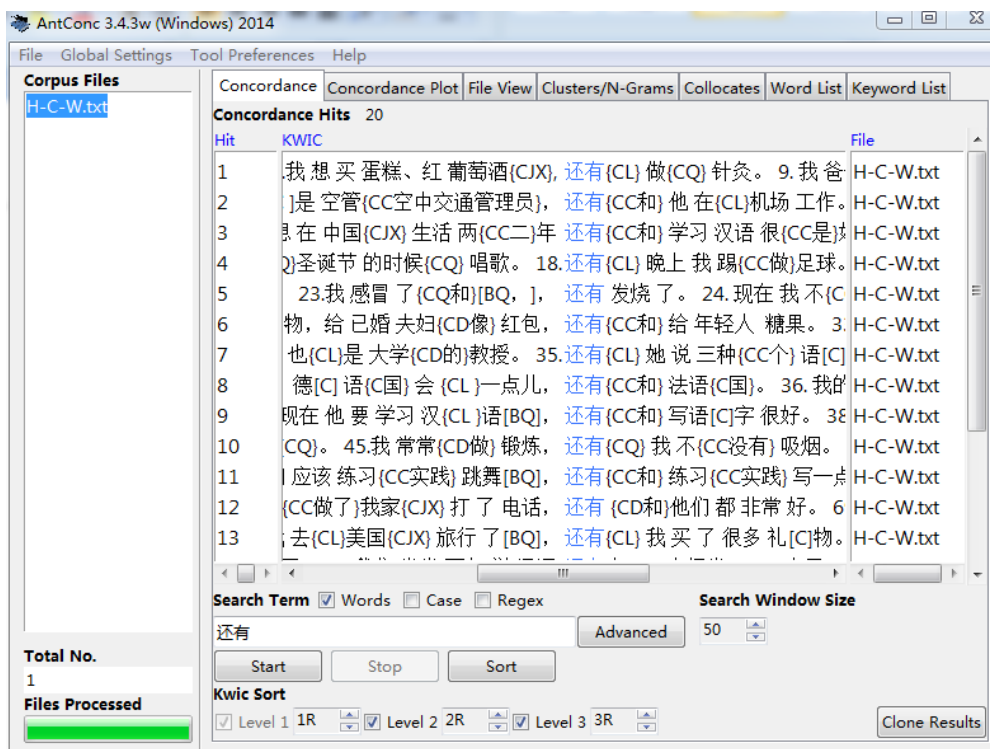 AntConc 3.4.3w (Windows) 2014
File Global Settings Tool Preferences Help
Corpus Files
H-C-W.txt
Concordance Concordance Plot File View Clusters/N-Grams Collocates Word List Keyword List
Concordance Hits 20
Hit KWIC File
1 .我 想 买 蛋糕、红 葡萄酒{CJX}, 还有{CL} 做{CQ} 针灸。 9. 我 爸 H-C-W.txt
2 ]是 空管{CC空中交通管理员}, 还有{CC和} 他 在{CL}机场 工作。 H-C-W.txt
3 在 中国{CJX} 生活 两{CC二}年 还有{CC和} 学习 汉语 很{CC是} H-C-W.txt
4 )}圣诞节 的时候{CQ} 唱歌。 18.还有{CL} 晚上 我 踢{CC做}足球。 H-C-W.txt
5 23.我 感冒 了{CQ和}[BQ，]， 还有 发烧 了。 24. 现在 我 不{C H-C-W.txt
6 物，给 已婚 夫妇{CD像} 红包， 还有{CC和} 给 年轻人 糖果。 3 H-C-W.txt
7 也{CL}是 大学{CD的}教授。 35.还有{CL} 她 说 三种{CC个} 语[C] H-C-W.txt
8 德[C] 语{C国} 会 {CL }一点儿， 还有{CC和} 法语{C国}。 36. 我的 H-C-W.txt
9 现在 他 要 学习 汉{CL }语[BQ]， 还有{CC和} 写语[C]字 很好。 38 H-C-W.txt
10 CQ}。 45.我 常常{CD做} 锻炼， 还有{CQ} 我 不{CC没有} 吸烟。 H-C-W.txt
11 应该 练习{CC实践} 跳舞[BQ]， 还有{CC和} 练习{CC实践} 写一点 H-C-W.txt
12 {CC做了}我家{CJX} 打 了 电话， 还有 {CD和}他们 都 非常 好。 6 H-C-W.txt
13 去{CL}美国{CJX} 旅行 了[BQ]， 还有{CL} 我 买 了 很多 礼[C]物。 H-C-W.txt
Search Term Words Case Regex Search Window Size
还有 Advanced 50
Total No. Start Stop Sort
1
Kwic Sort
Files Processed
Level 1 1R Level 2 2R Level 3 3R Clone Results